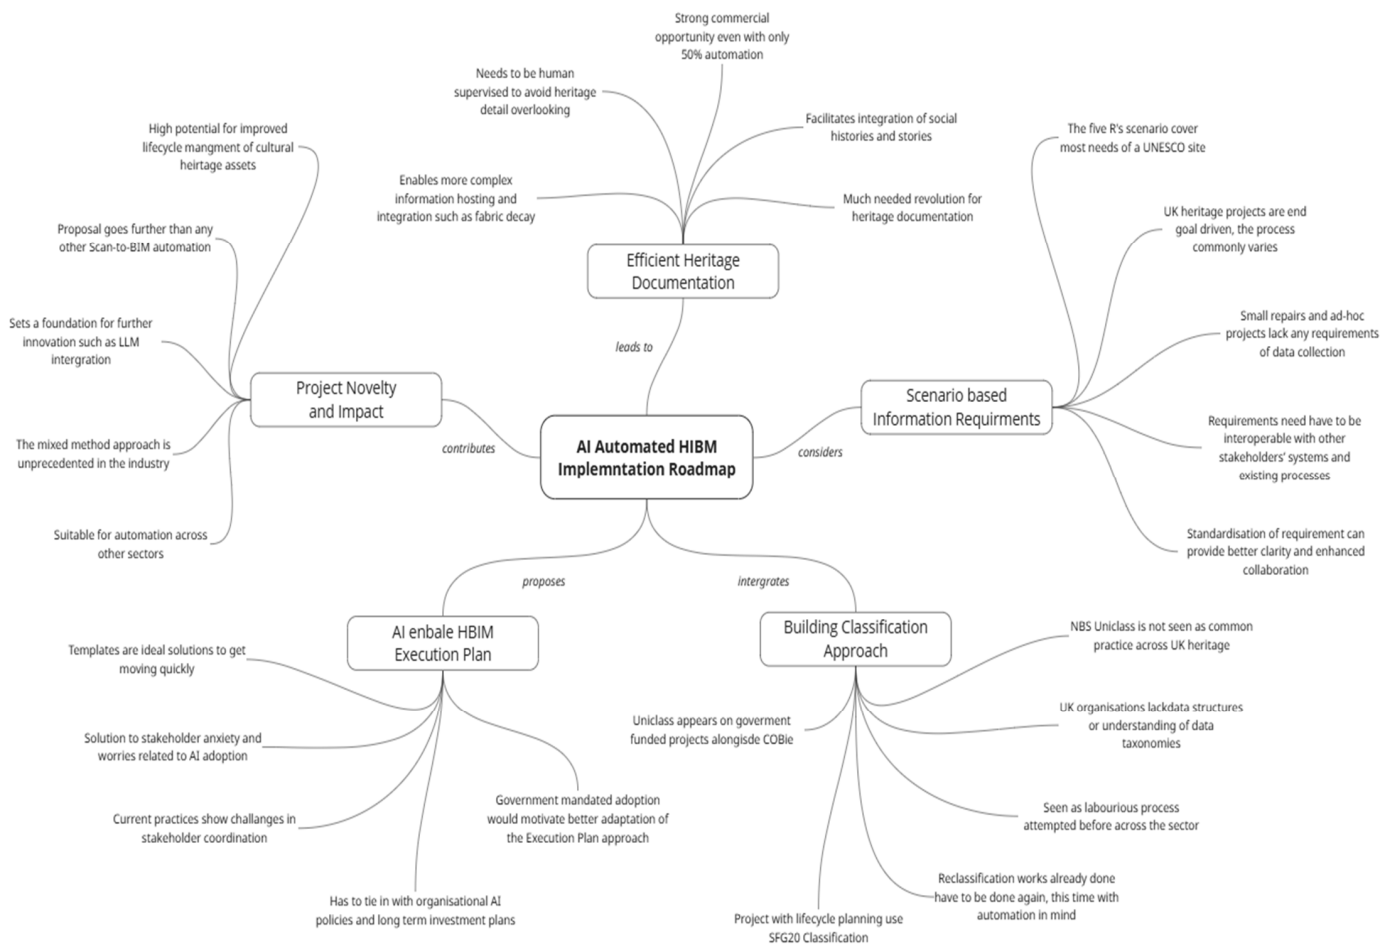 Strong commercial
opportunity even with only
50% automation
Needs to be human
supervised to avoid heritage
detail overlooking
Facilitates integration of social
histories and stories
Enables more complex
information hosting and
integration such as fabric decay
Much needed revolution for
heritage documentation
Efficient Heritage
Documentation
leads to
High potential for improved
lifecycle mangment of cultural
heirtage assets
Proposal goes further than any
other Scan-to-BIM automation
Sets a foundation for further
innovation such as LLM
intergration
The mixed method approach is
unprecedented in the industry
Suitable for automation across
other sectors
Project Novelty
and Impact
contributes
AI Automated HIBM
Implemntation Roadmap
considers
Scenario based
Information Requirments
The five R's scenario cover
most needs of a UNESCO site
UK heritage projects are end
goal driven, the process
commonly varies
Small repairs and ad-hoc
projects lack any requirements
of data collection
Requirements need have to be
interoperable with other
stakeholders' systems and
existing processes
Standardisation of requirement can
provide better clarity and enhanced
collaboration
proposes
AI enbale HBIM
Execution Plan
Templates are ideal solutions to get
moving quickly
Solution to stakeholder anxiety and
worries related to AI adoption
Current practices show challanges in
stakeholder coordination
Has to tie in with organisational AI
policies and long term investment plans
Government mandated adoption
would motivate better adaptation of
the Execution Plan approach
intergrates
Building Classification
Approach
NBS Uniclass is not seen as common
practice across UK heritage
Uniclass appears on goverment
funded projects alongisde COBie
UK organisations lackdata structures
or understanding of data
taxonomies
Seen as labourious process
attempted before across the sector
Reclassification works already done
have to be done again, this time with
automation in mind
Project with lifecycle planning use
SFG20 Classification